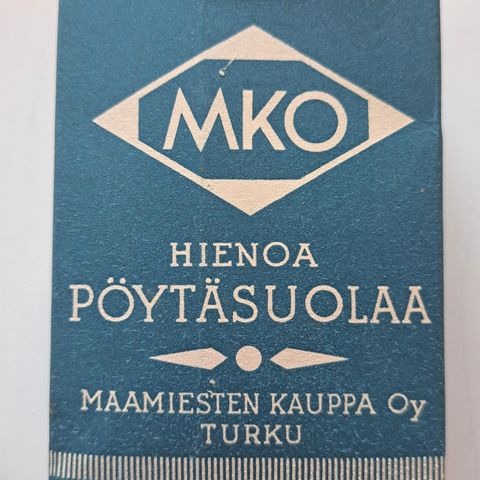 MKO
HIENOA
PÖYTÄSUOLAA
MAAMIESTEN KAUPPA Oy
TURKU